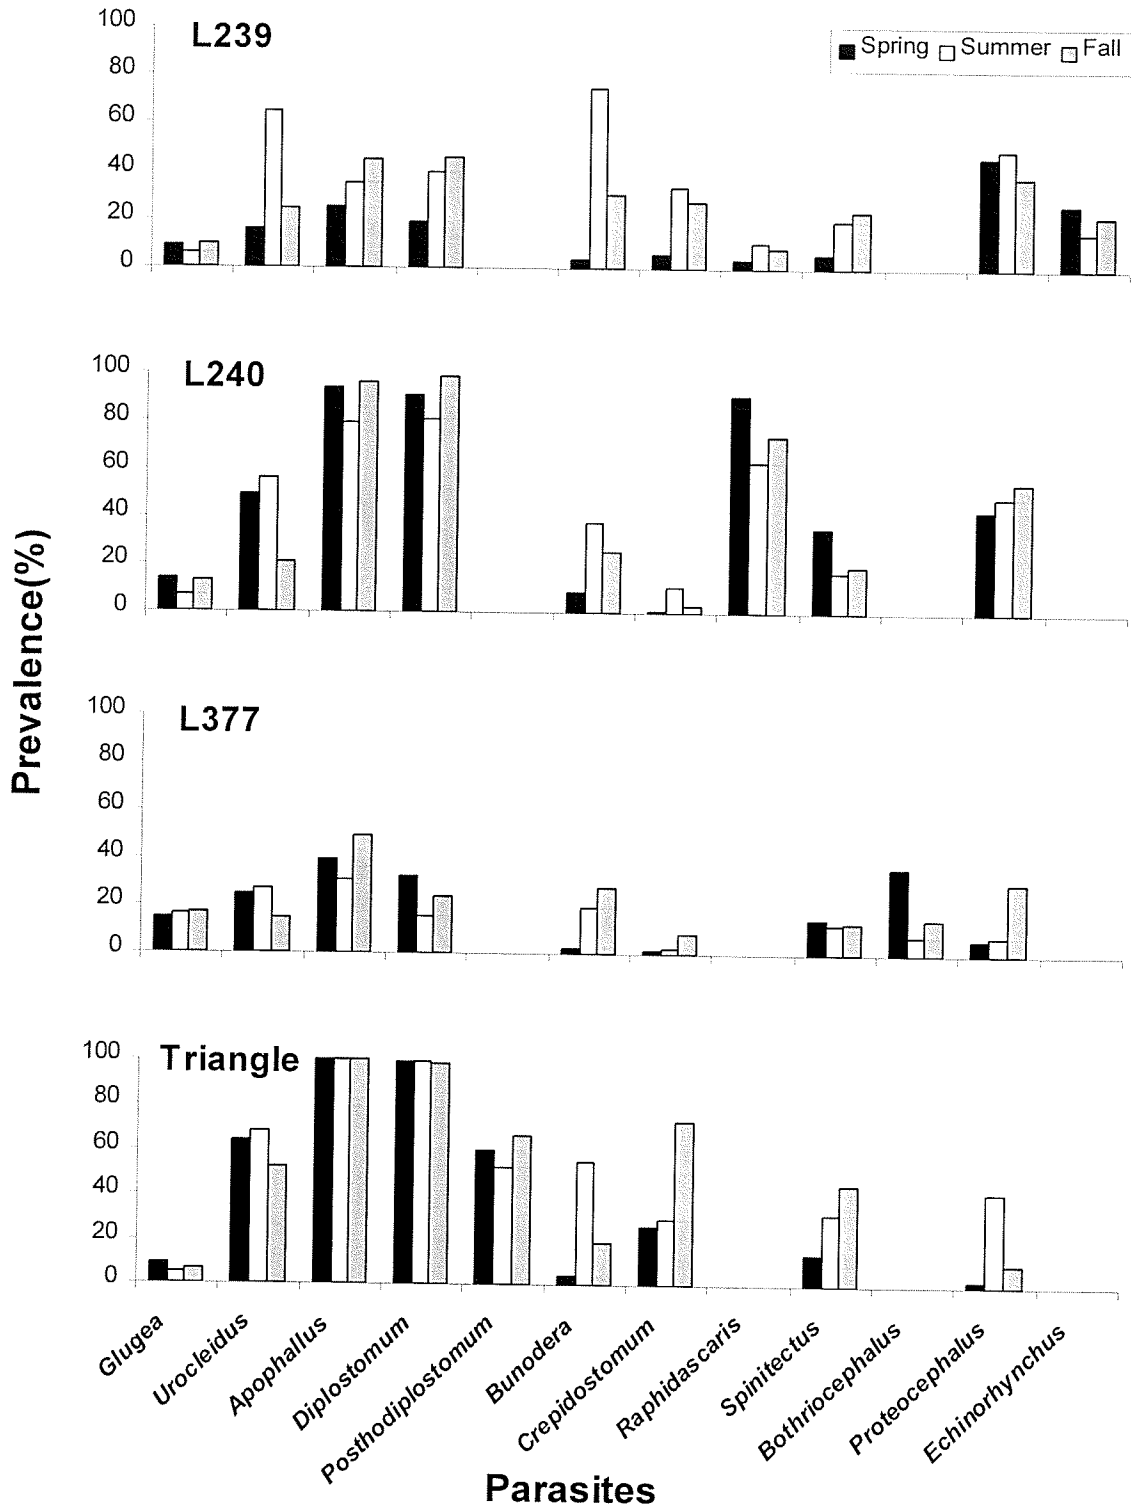 L239
Spring Summer Fall
100
80
60
40
20
0
L240
100
80
60
40
20
0
L377
100
80
60
40
20
0
Triangle
100
80
60
40
20
0
Prevalence(%)
Glugea
Urocleidus
Apophallus
Diplostomum
Posthodiplostomum
Bunodera
Crepidostomum
Raphidascaris
Spinitectus
Bothriocephalus
Proteocephalus
Echinorhynchus
Parasites